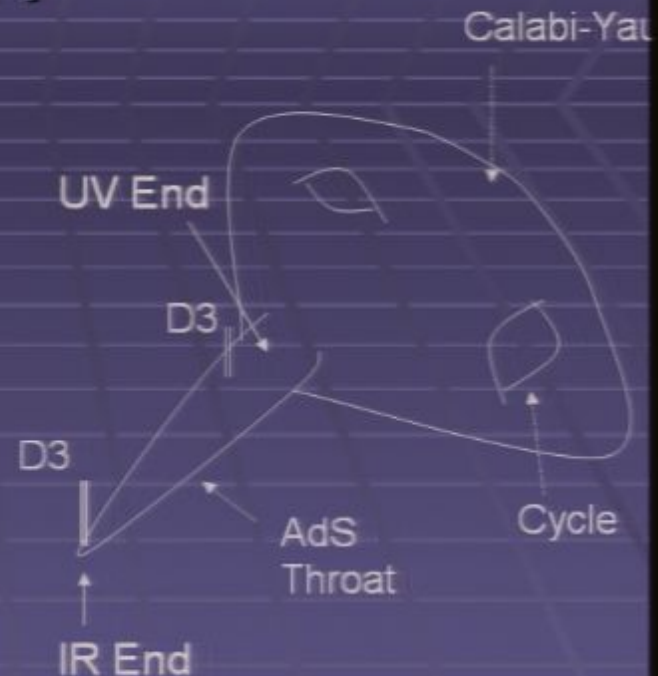 Calabi-Yau
UV End
D3
D3
AdS
Throat
Cycle
IR End